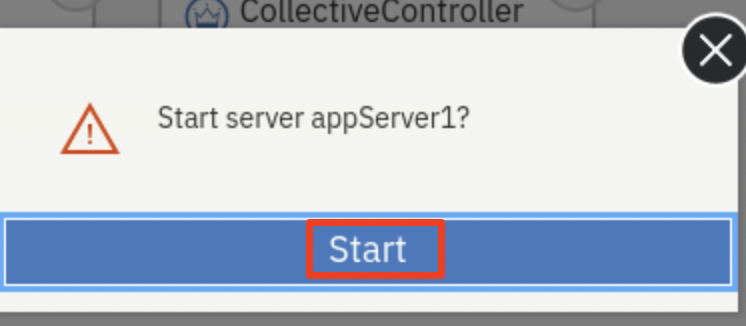 CollectiveController
Start server appServer1?
Start